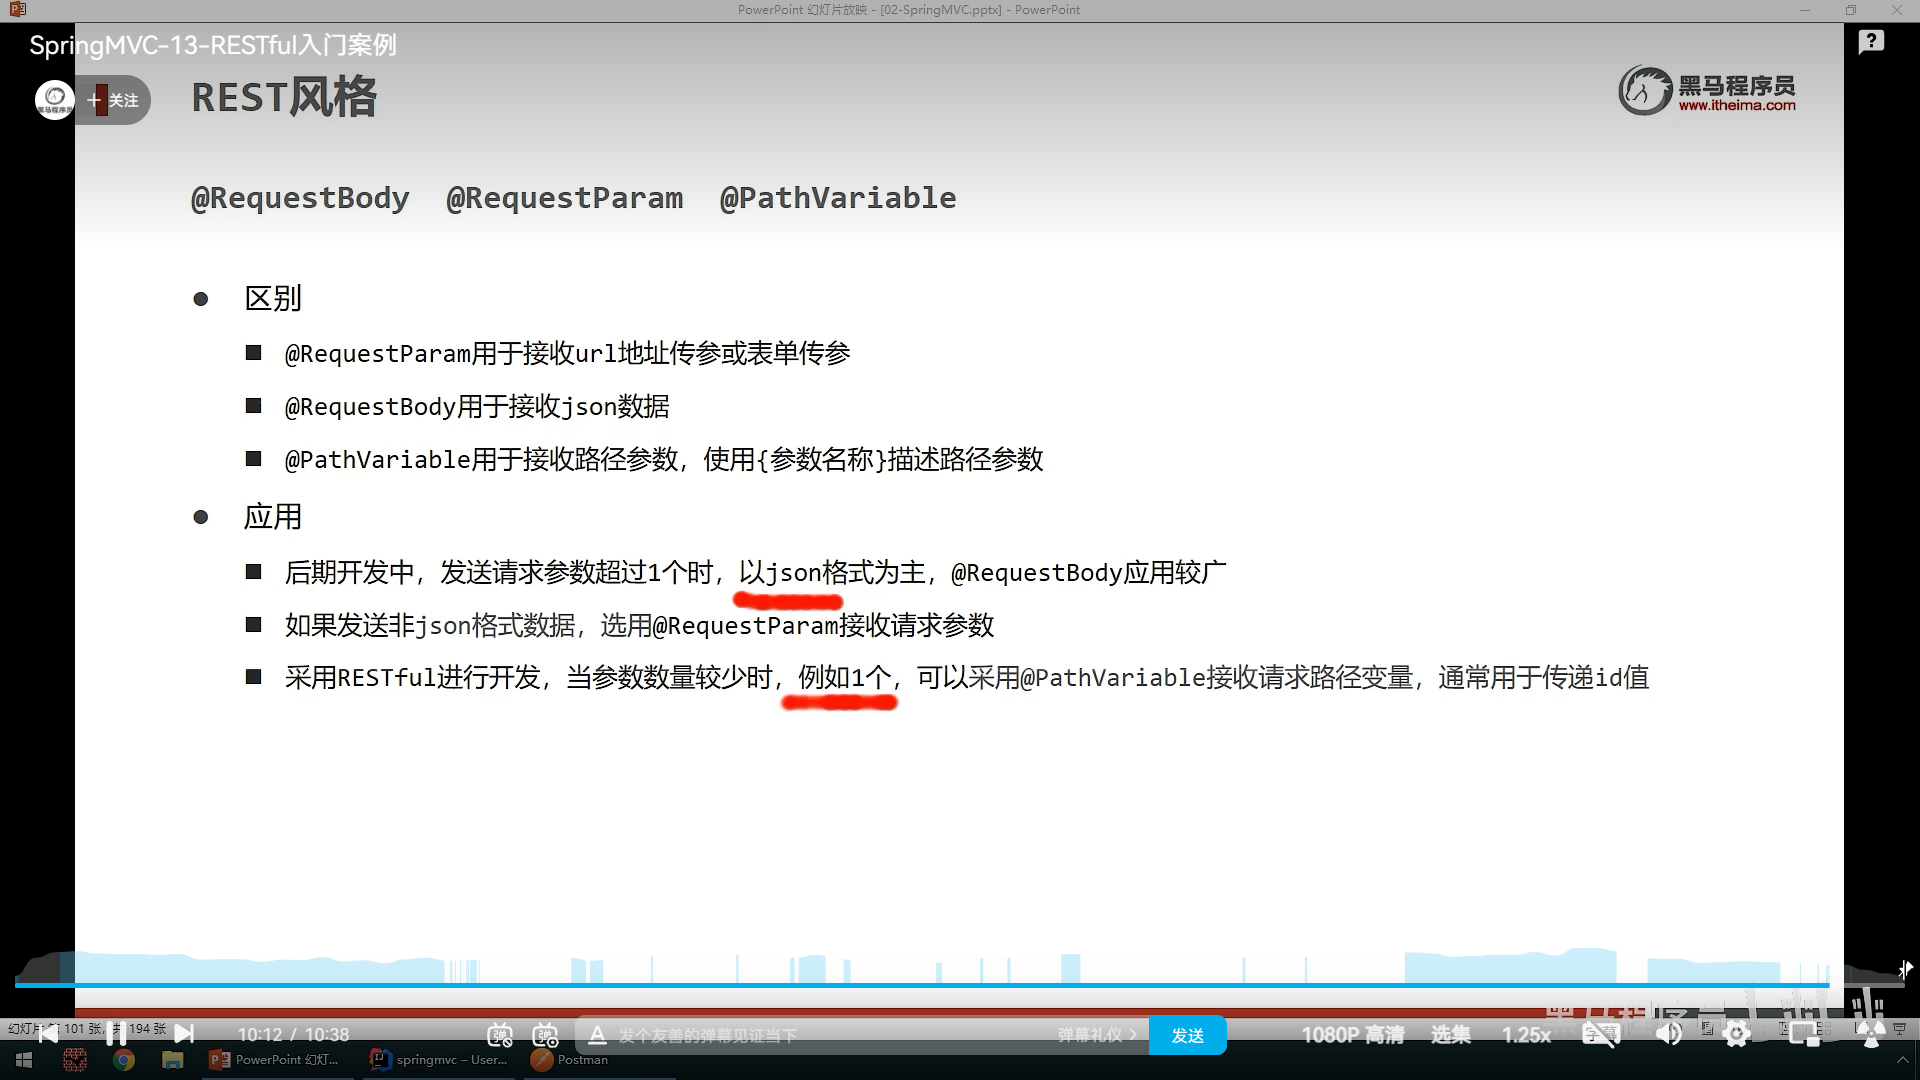 PowerPoint 幻灯片放映 - [02-SpringMVC.pptx] - PowerPoint
SpringMVC-13-RESTful入门案例
+ 关注
REST风格
黑马程序员
www.itheima.com
@RequestBody @RequestParam @PathVariable
区别
@RequestParam用于接收url地址传参或表单传参
@RequestBody用于接收json数据
@PathVariable用于接收路径参数，使用{参数名称}描述路径参数
应用
后期开发中，发送请求参数超过1个时，以json格式为主，@RequestBody应用较广
如果发送非json格式数据，选用@RequestParam接收请求参数
采用RESTful进行开发，当参数数量较少时，例如1个，可以采用@PathVariable接收请求路径变量，通常用于传递id值
101 张，共 194 张
10:12 / 10:38
发个友善的弹幕见证当下
弹幕礼仪 >
发送
1080P 高清
选集
1.25x
PowerPoint 幻灯...
springmvc – User...
Postman